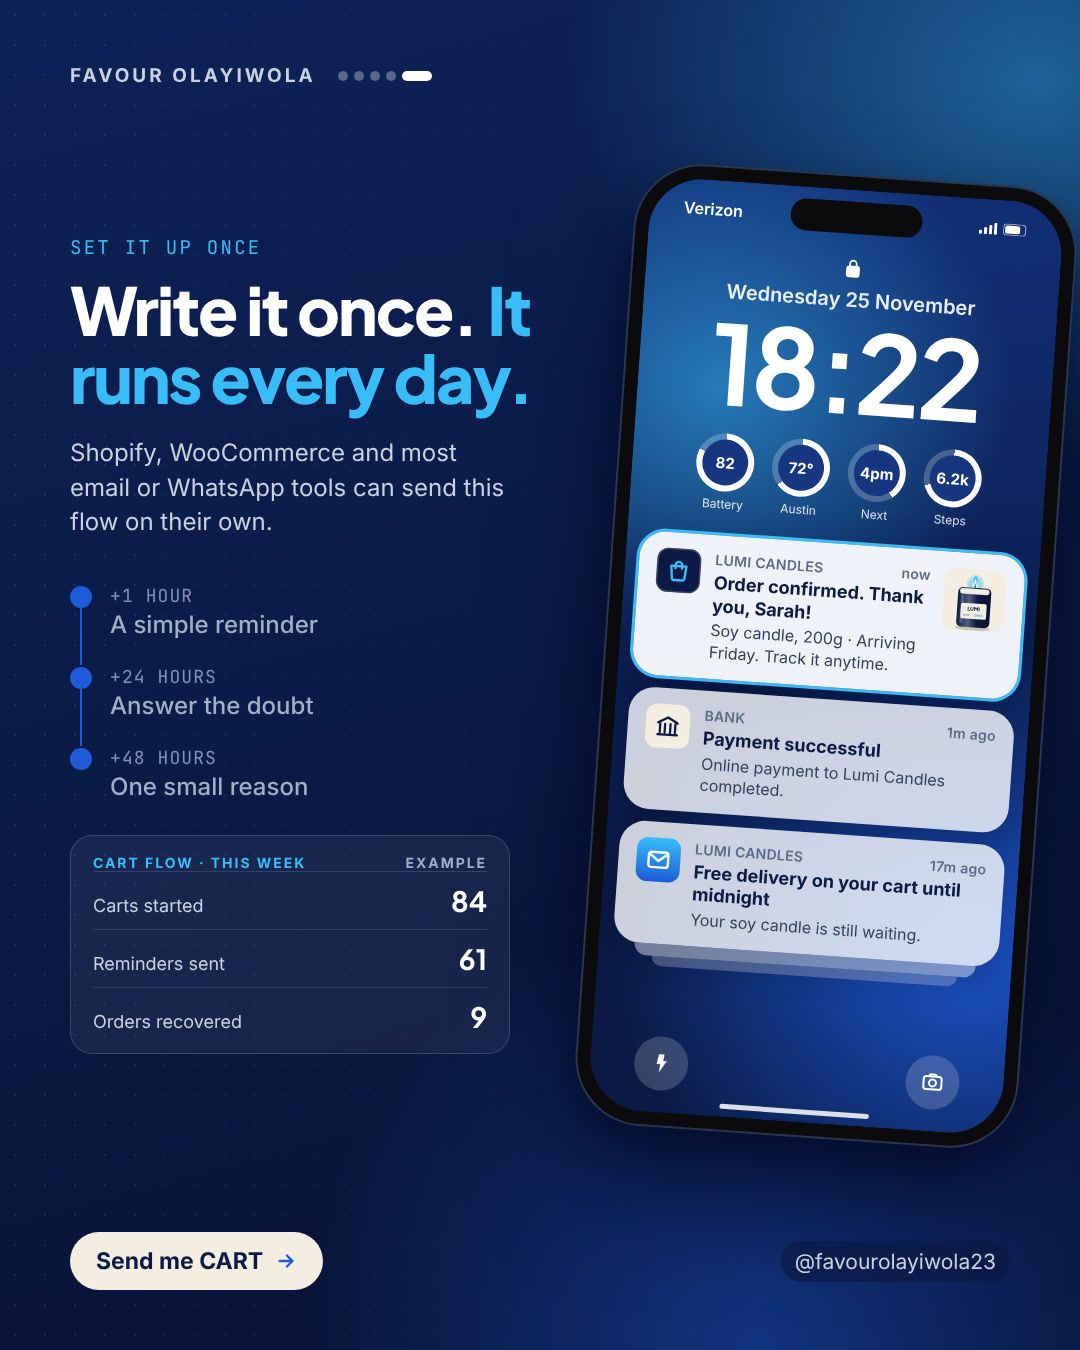 FAVOUR OLAYIWOLA
SET IT UP ONCE
Write it once. It
runs every day.
Shopify, WooCommerce and most
email or WhatsApp tools can send this
flow on their own.
+1 HOUR
A simple reminder
+24 HOURS
Answer the doubt
+48 HOURS
One small reason
CART FLOW · THIS WEEK EXAMPLE
Carts started 84
Reminders sent 61
Orders recovered 9
Verizon
Wednesday 25 November
18:22
82 72° 4pm 6.2k
Battery Austin Next Steps
LUMI CANDLES now
Order confirmed. Thank
you, Sarah!
Soy candle, 200g · Arriving
Friday. Track it anytime.
LUMI
BANK 1m ago
Payment successful
Online payment to Lumi Candles
completed.
LUMI CANDLES 17m ago
Free delivery on your cart until
midnight
Your soy candle is still waiting.
Send me CART →
@favourolayiwola23